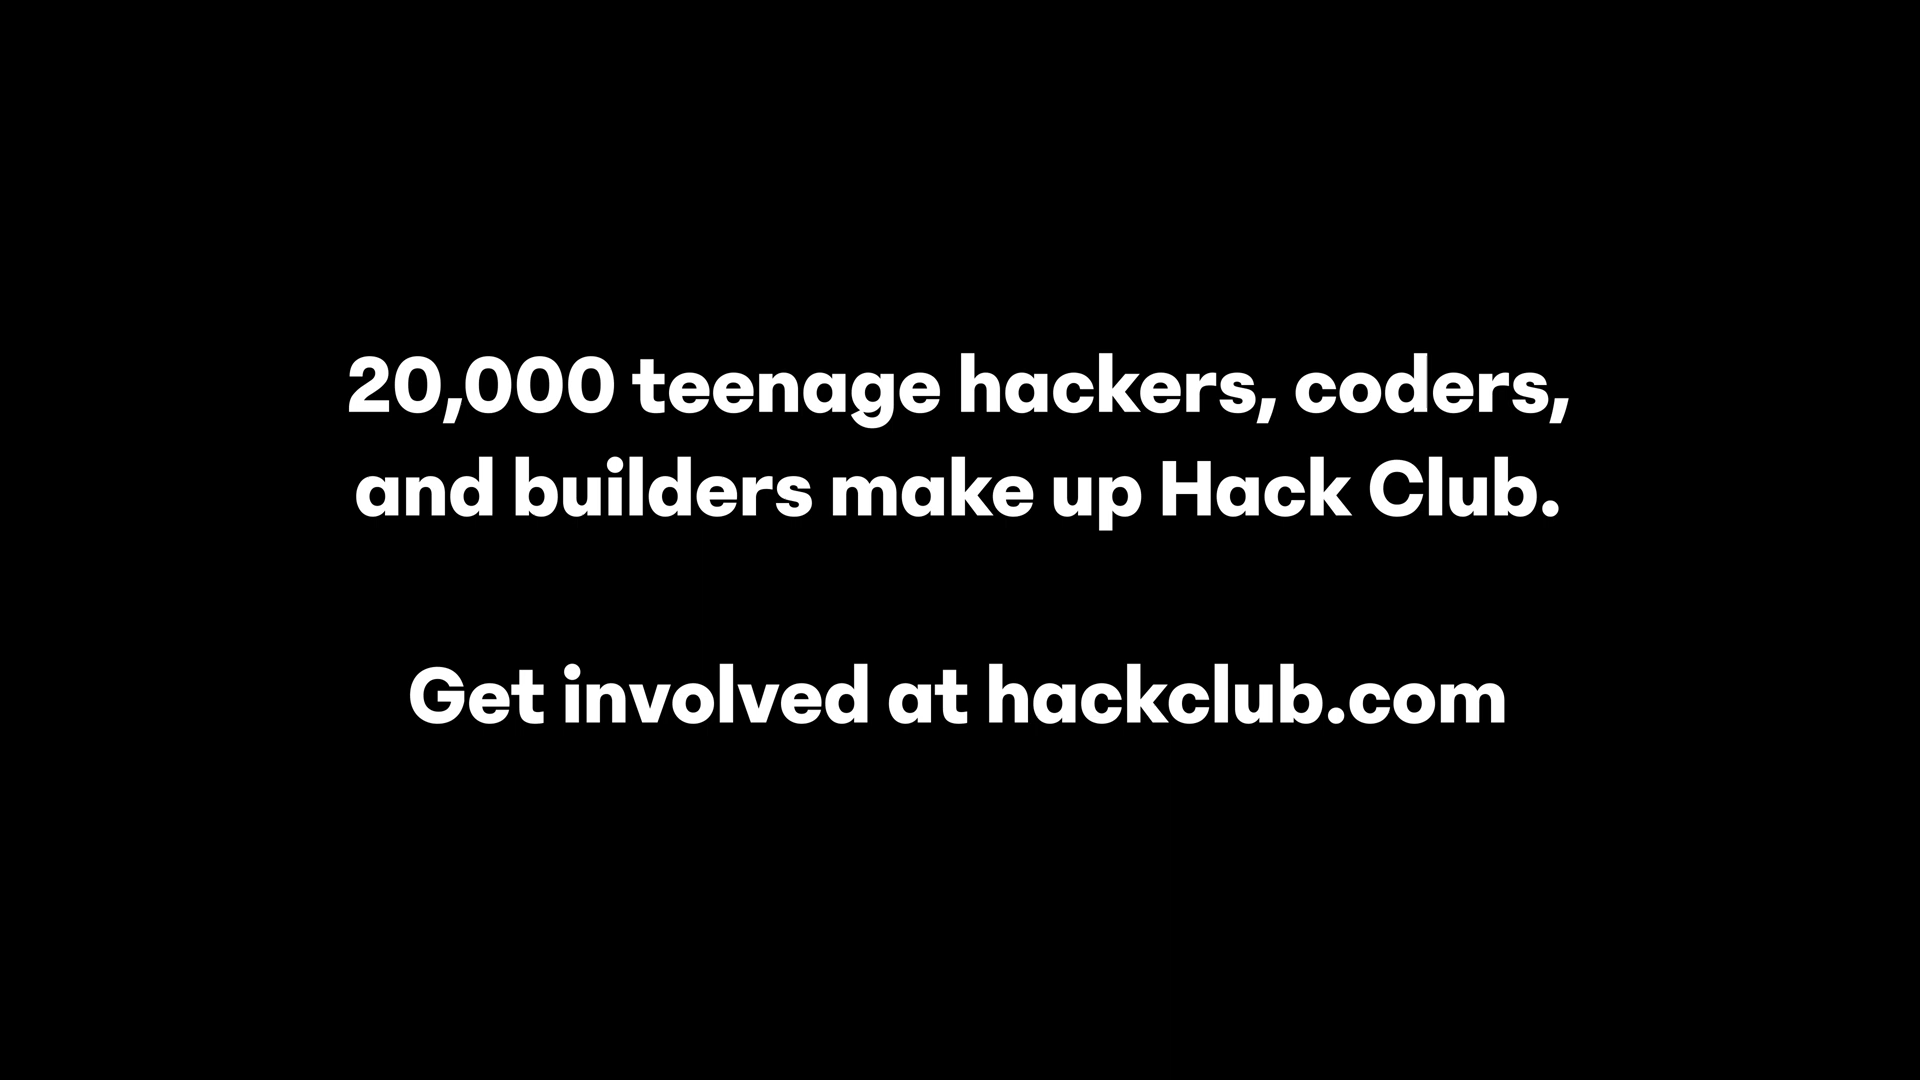 20,000 teenage hackers, coders,
and builders make up Hack Club.
Get involved at hackclub.com